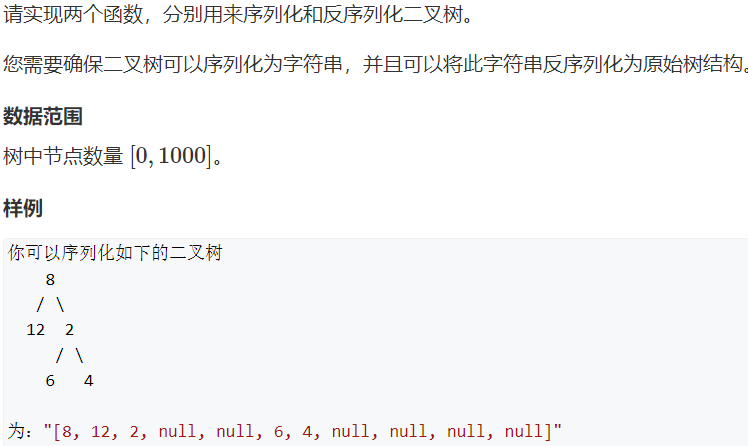 请实现两个函数，分别用来序列化和反序列化二叉树。
您需要确保二叉树可以序列化为字符串，并且可以将此字符串反序列化为原始树结构。
数据范围
树中节点数量 [0, 1000]。
样例
你可以序列化如下的二叉树
    8
   / \
  12  2
     / \
    6   4
为："[8, 12, 2, null, null, 6, 4, null, null, null, null]"